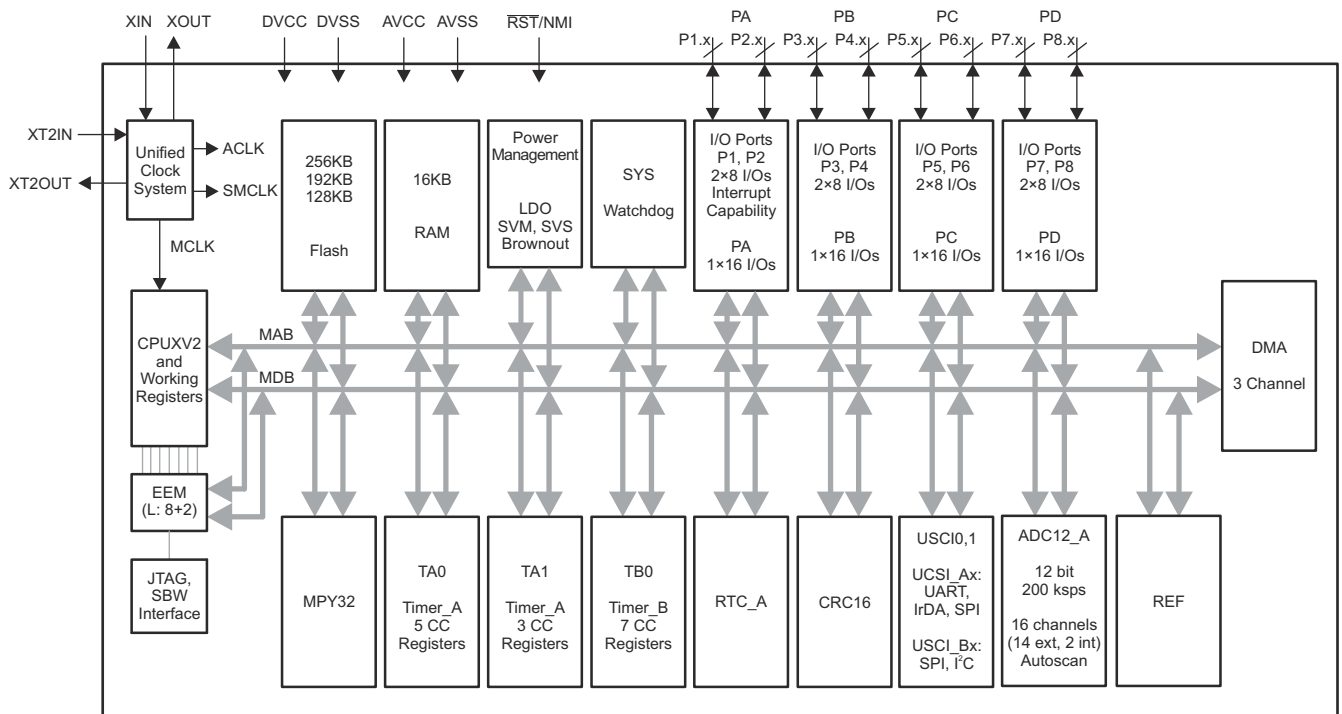 XIN XOUT DVCC DVSS AVCC AVSS RST/NMI
PA PB PC PD
P1.x P2.x P3.x P4.x P5.x P6.x P7.x P8.x
XT2IN
XT2OUT
Unified
Clock
System
ACLK
SMCLK
MCLK
256KB
192KB
128KB
Flash
16KB
RAM
Power
Management
LDO
SVM, SVS
Brownout
SYS
Watchdog
I/O Ports
P1, P2
2×8 I/Os
Interrupt
Capability
PA
1×16 I/Os
I/O Ports
P3, P4
2×8 I/Os
PB
1×16 I/Os
I/O Ports
P5, P6
2×8 I/Os
PC
1×16 I/Os
I/O Ports
P7, P8
2×8 I/Os
PD
1×16 I/Os
CPUXV2
and
Working
Registers
MAB
MDB
DMA
3 Channel
EEM
(L: 8+2)
JTAG,
SBW
Interface
MPY32
TA0
Timer_A
5 CC
Registers
TA1
Timer_A
3 CC
Registers
TB0
Timer_B
7 CC
Registers
RTC_A
CRC16
USCI0,1
UCSI_Ax:
UART,
IrDA, SPI
USCI_Bx:
SPI, I²C
ADC12_A
12 bit
200 ksps
16 channels
(14 ext, 2 int)
Autoscan
REF